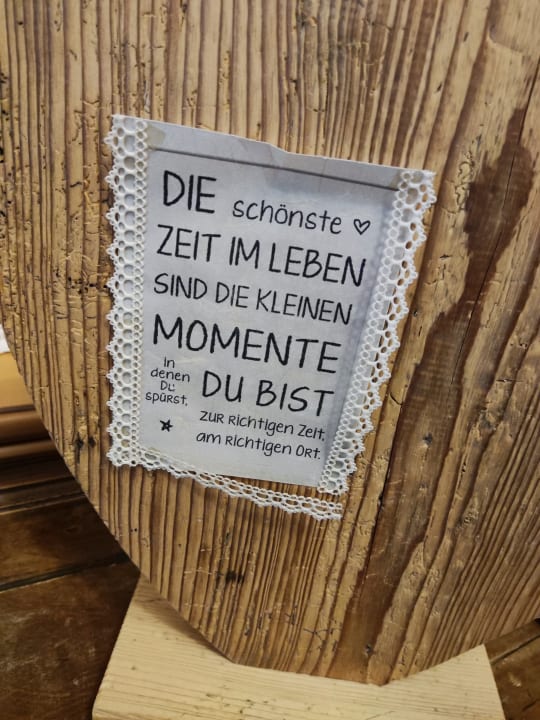 DIE schönste
ZEIT IM LEBEN
SIND DIE KLEINEN
MOMENTE
In
denen
Du
spürst,
DU BIST
zur richtigen Zeit,
am richtigen Ort.